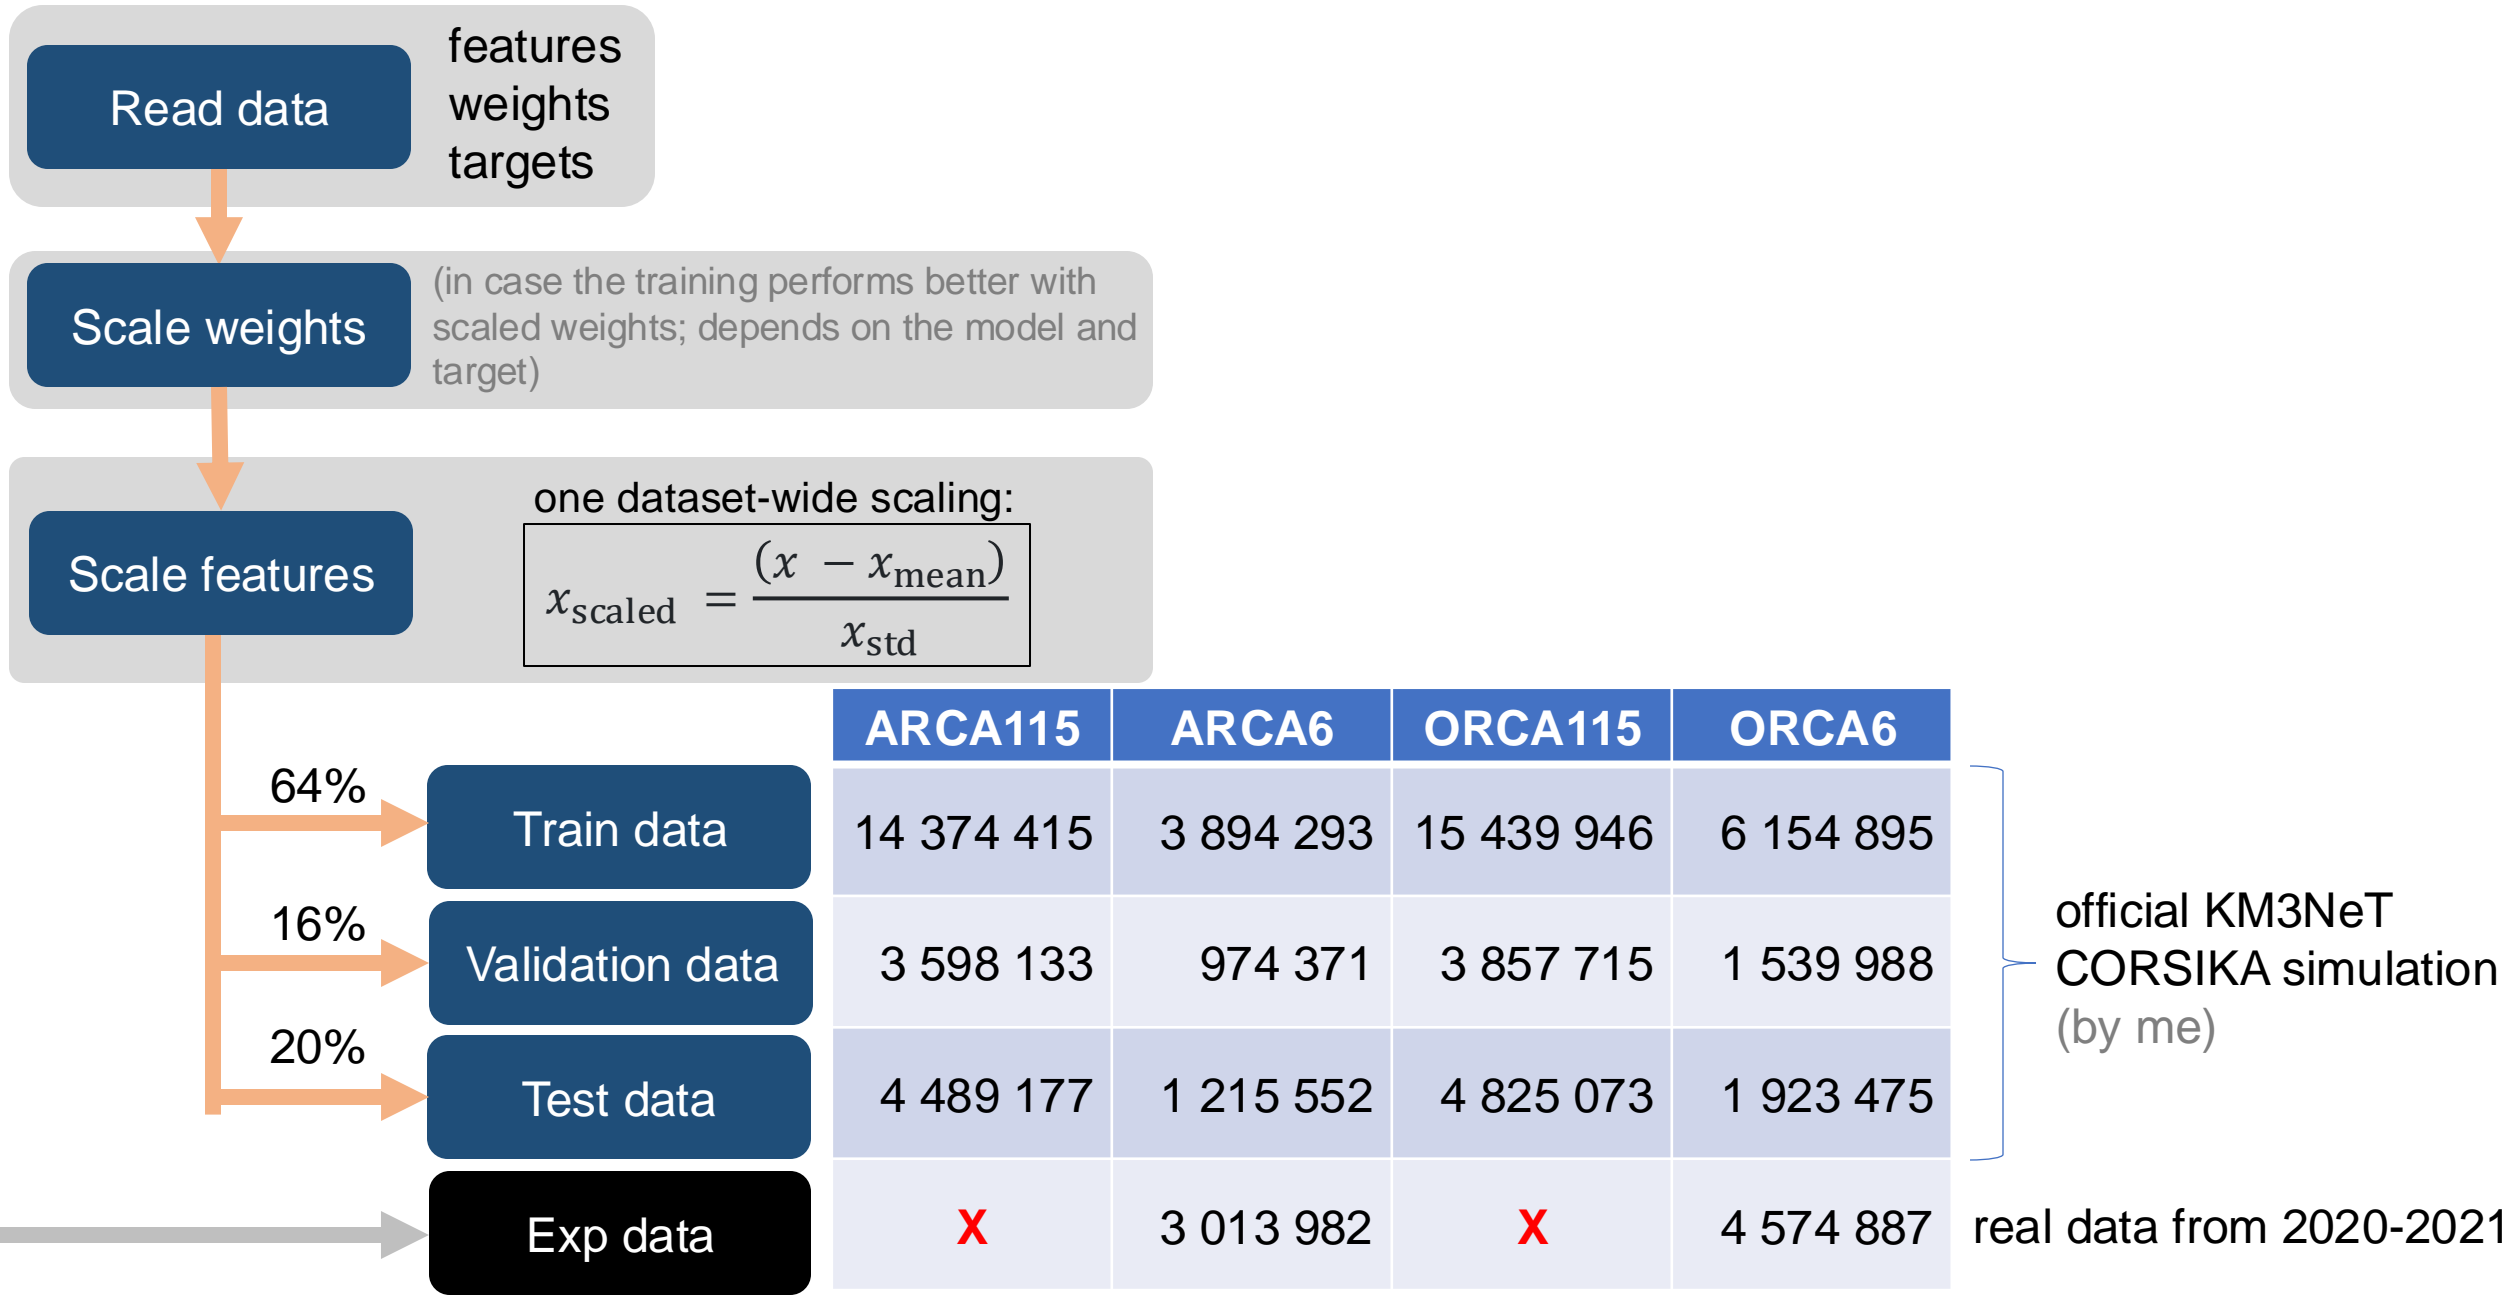 Read data
features
weights
targets
Scale weights
(in case the training performs better with
scaled weights; depends on the model and
target)
Scale features
one dataset-wide scaling:
x_scaled = (x − x_mean) / x_std
ARCA115 ARCA6 ORCA115 ORCA6
64% Train data 14 374 415 3 894 293 15 439 946 6 154 895
16% Validation data 3 598 133 974 371 3 857 715 1 539 988
20% Test data 4 489 177 1 215 552 4 825 073 1 923 475
official KM3NeT
CORSIKA simulation
(by me)
Exp data X 3 013 982 X 4 574 887 real data from 2020-2021